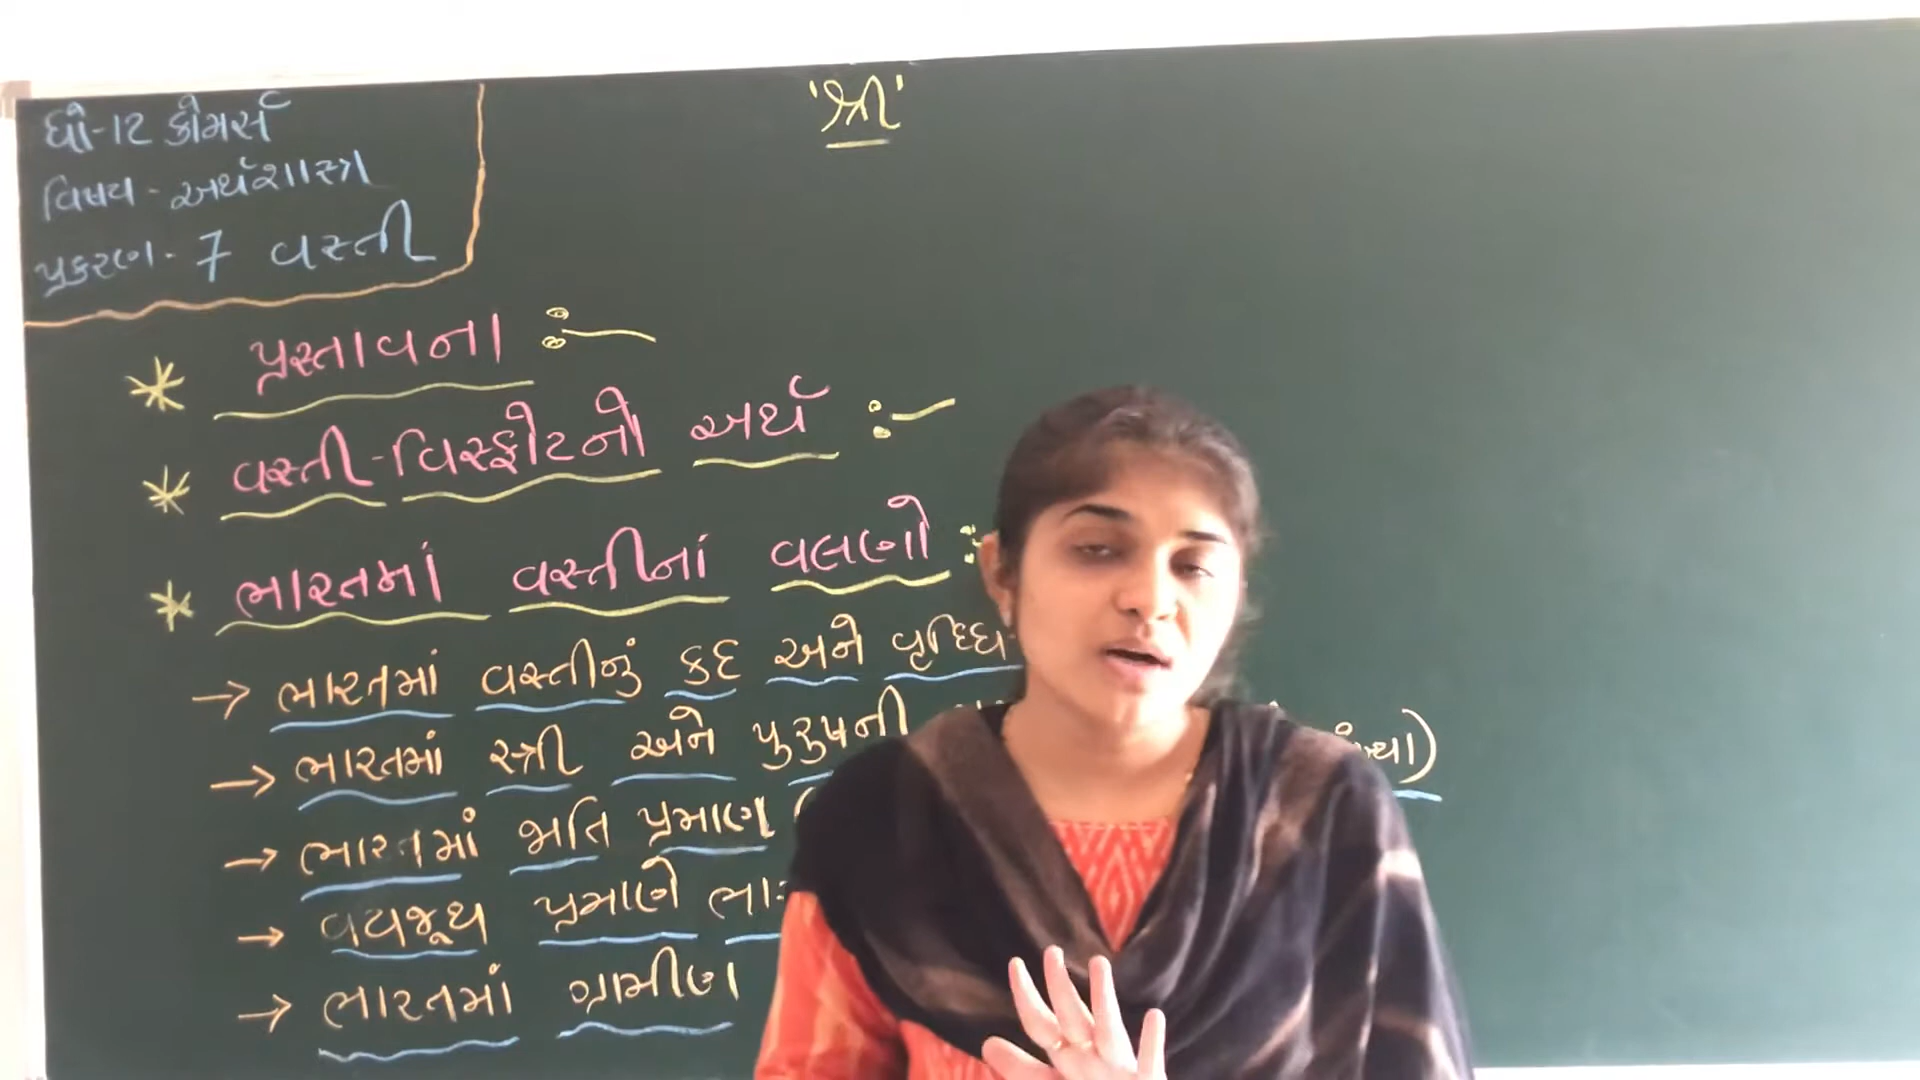 'શ્રી'
ધો-12 કોમર્સ
વિષય - અર્થશાસ્ત્ર
પ્રકરણ - 7 વસ્તી
* પ્રસ્તાવના :-
* વસ્તી-વિસ્ફોટનો અર્થ :-
* ભારતમાં વસ્તીનાં વલણો :
→ ભારતમાં વસ્તીનું કદ અને વૃધ્ધિ
→ ભારતમાં સ્ત્રી અને પુરુષની
→ ભારતમાં જાતિ પ્રમાણ (
→ વયજૂથ પ્રમાણે
→ ભારતમાં ગ્રામીણ